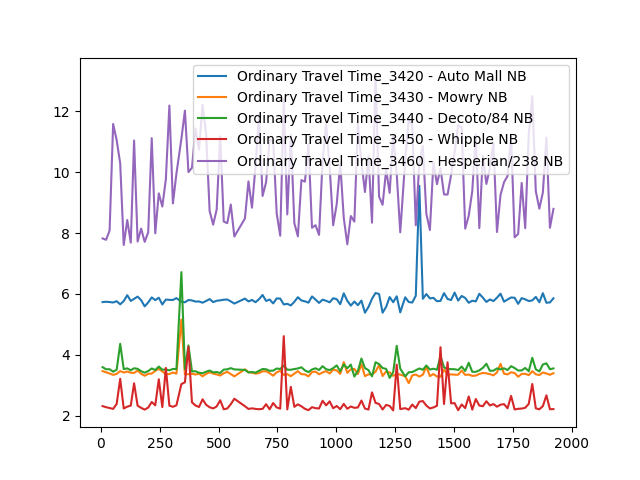 Ordinary Travel Time_3420 - Auto Mall NB
Ordinary Travel Time_3430 - Mowry NB
Ordinary Travel Time_3440 - Decoto/84 NB
Ordinary Travel Time_3450 - Whipple NB
Ordinary Travel Time_3460 - Hesperian/238 NB
12
10
8
6
4
2
0 250 500 750 1000 1250 1500 1750 2000